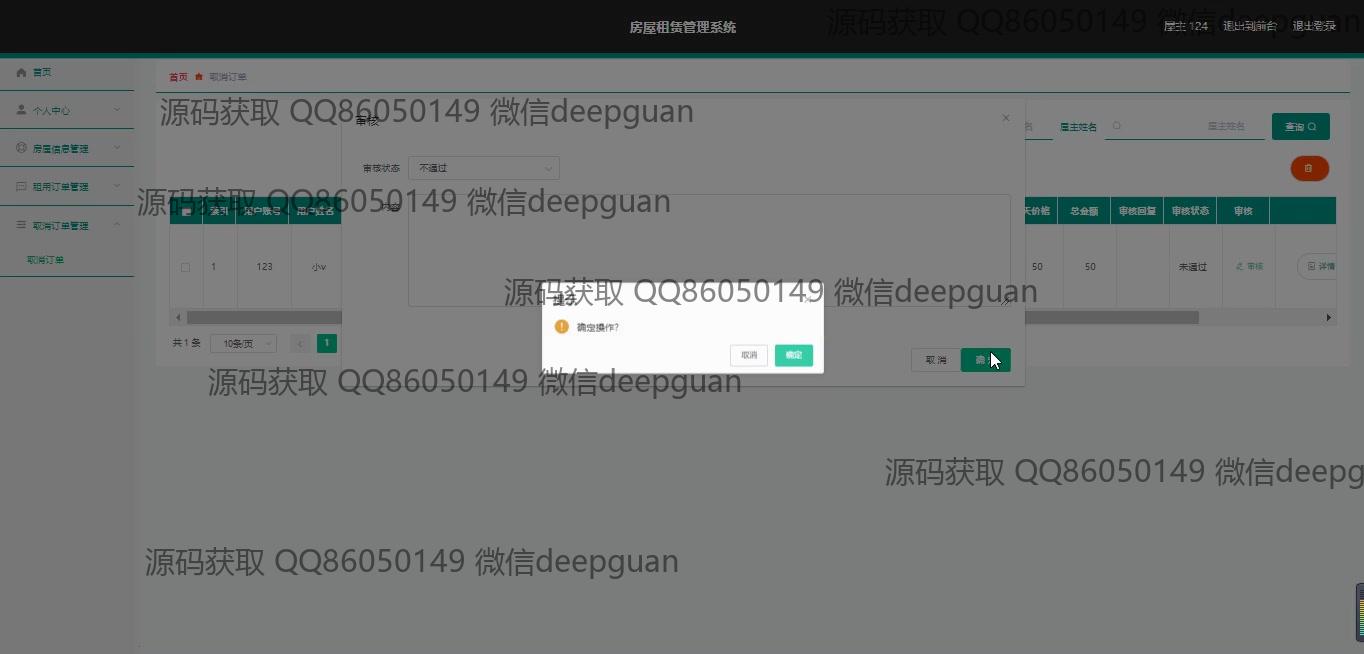 房屋租赁管理系统
源码获取 QQ86050149 微信deepguan
屋主 124 退出到前台 退出登录
首页
个人中心
房屋信息管理
租用订单管理
取消订单管理
取消订单
首页 取消订单
源码获取 QQ86050149 微信deepguan
审核
名 屋主姓名 屋主姓名 查询
审核状态 不通过
源码获取 QQ86050149 微信deepguan
内容
索引 用户账号 用户姓名 天价格 总金额 审核回复 审核状态 审核
1 123 小v 50 50 未通过 审核 详情
源码获取 QQ86050149 微信deepguan
提示
确定操作?
取消 确定
共 1 条 10条/页 1
取 消 确
源码获取 QQ86050149 微信deepguan
源码获取 QQ86050149 微信deepg
源码获取 QQ86050149 微信deepguan